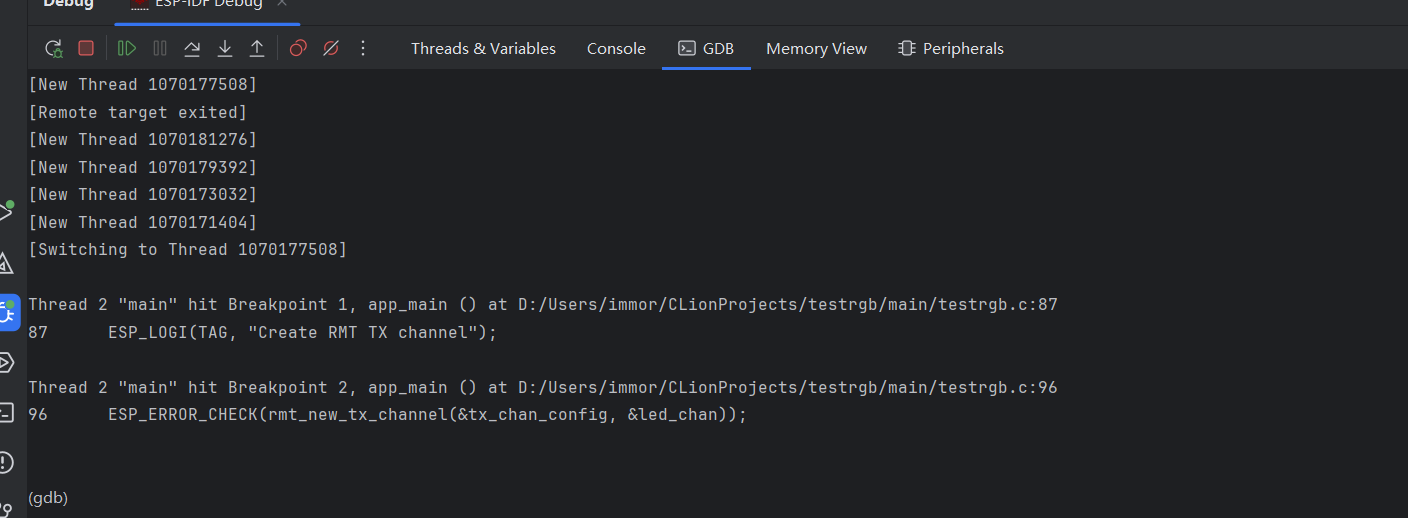 Debug ESP-IDF Debug
Threads & Variables Console GDB Memory View Peripherals
[New Thread 1070177508]
[Remote target exited]
[New Thread 1070181276]
[New Thread 1070179392]
[New Thread 1070173032]
[New Thread 1070171404]
[Switching to Thread 1070177508]
Thread 2 "main" hit Breakpoint 1, app_main () at D:/Users/immor/CLionProjects/testrgb/main/testrgb.c:87
87 ESP_LOGI(TAG, "Create RMT TX channel");
Thread 2 "main" hit Breakpoint 2, app_main () at D:/Users/immor/CLionProjects/testrgb/main/testrgb.c:96
96 ESP_ERROR_CHECK(rmt_new_tx_channel(&tx_chan_config, &led_chan));
(gdb)